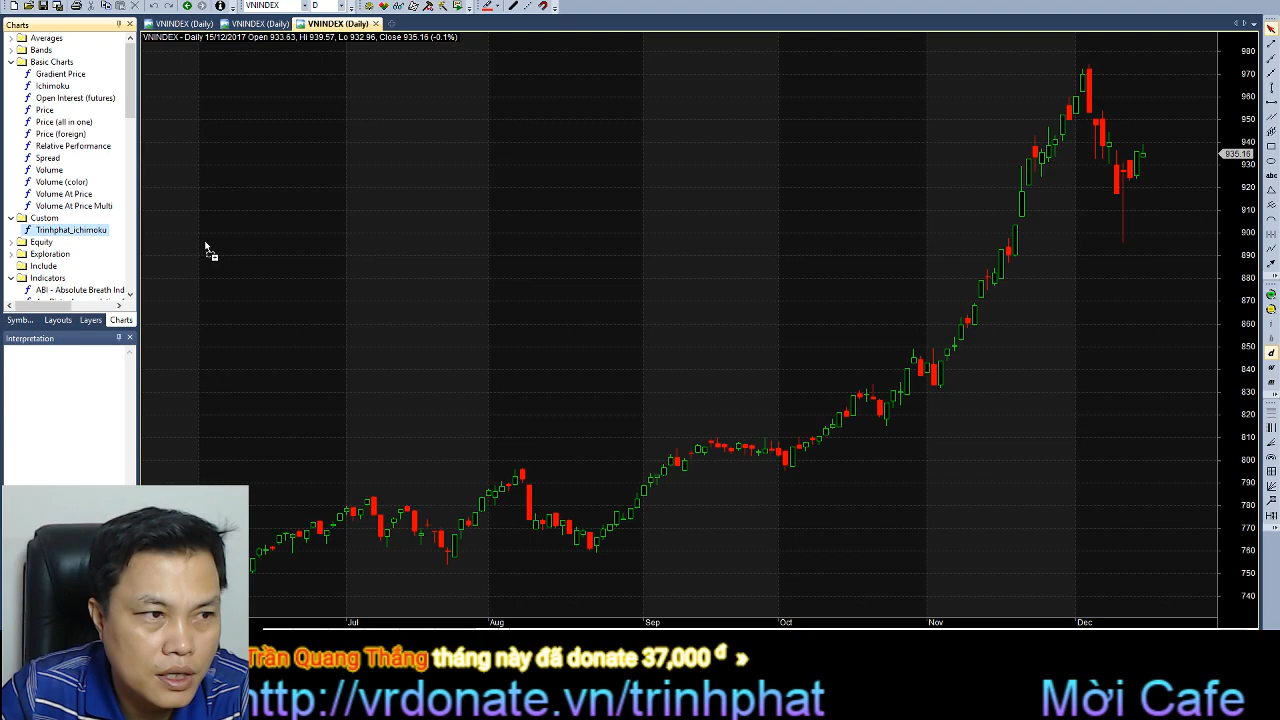 VNINDEX
D
Charts
VNINDEX (Daily)
VNINDEX (Daily)
VNINDEX (Daily)
VNINDEX - Daily 15/12/2017 Open 933.63, Hi 939.57, Lo 932.96, Close 935.16 (-0.1%)
Averages
Bands
Basic Charts
Gradient Price
Ichimoku
Open Interest (futures)
Price
Price (all in one)
Price (foreign)
Relative Performance
Spread
Volume
Volume (color)
Volume At Price
Volume At Price Multi
Custom
Trinhphat_ichimoku
Equity
Exploration
Include
Indicators
ABI - Absolute Breath Ind
Symb...
Layouts
Layers
Charts
Interpretation
980
970
960
950
940
935.16
930
920
910
900
890
880
870
860
850
840
830
820
810
800
790
780
770
760
750
740
Jul
Aug
Sep
Oct
Nov
Dec
abc
d
w
m
Trần Quang Thắng tháng này đã donate 37,000 đ »
http://vrdonate.vn/trinhphat
Mời Cafe